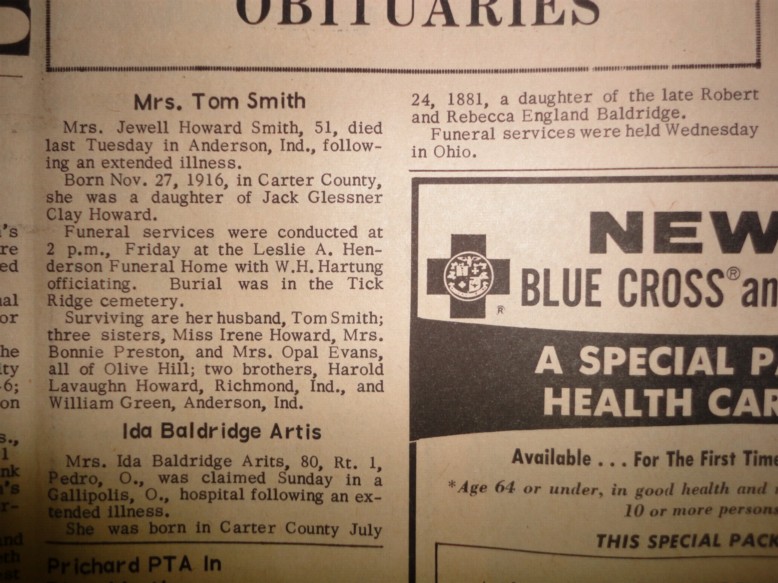 OBITUARIES
Mrs. Tom Smith
Mrs. Jewell Howard Smith, 51, died
last Tuesday in Anderson, Ind., follow-
ing an extended illness.
Born Nov. 27, 1916, in Carter County,
she was a daughter of Jack Glessner
Clay Howard.
Funeral services were conducted at
2 p.m., Friday at the Leslie A. Hen-
derson Funeral Home with W.H. Hartung
officiating. Burial was in the Tick
Ridge cemetery.
Surviving are her husband, Tom Smith;
three sisters, Miss Irene Howard, Mrs.
Bonnie Preston, and Mrs. Opal Evans,
all of Olive Hill; two brothers, Harold
Lavaughn Howard, Richmond, Ind., and
William Green, Anderson, Ind.
Ida Baldridge Artis
Mrs. Ida Baldridge Arits, 80, Rt. 1,
Pedro, O., was claimed Sunday in a
Gallipolis, O., hospital following an ex-
tended illness.
She was born in Carter County July
24, 1881, a daughter of the late Robert
and Rebecca England Baldridge.
Funeral services were held Wednesday
in Ohio.
Prichard PTA In
NEW
BLUE CROSS® an
A SPECIAL PA
HEALTH CAR
Available . . . For The First Time
*Age 64 or under, in good health and
10 or more persons
THIS SPECIAL PACK